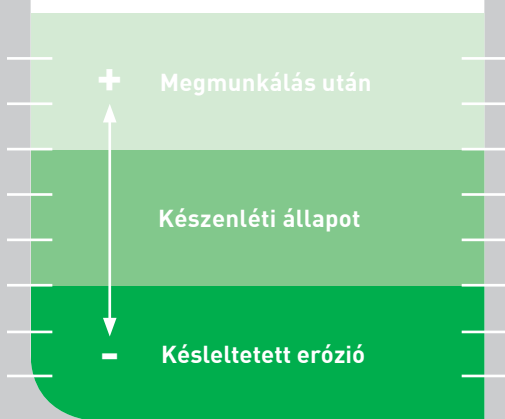 + Megmunkálás után
Készenléti állapot
- Késleltetett erózió